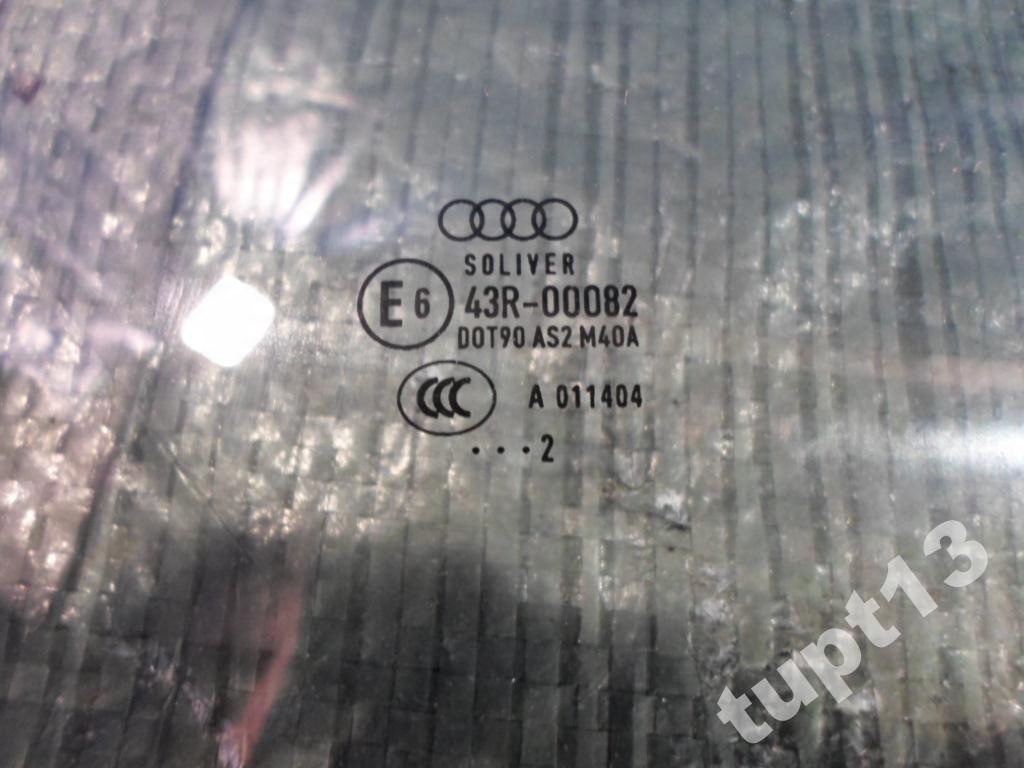 SOLIVER
E6 43R-00082
DOT90 AS2 M40A
CCC A 011404
...2
tupt13